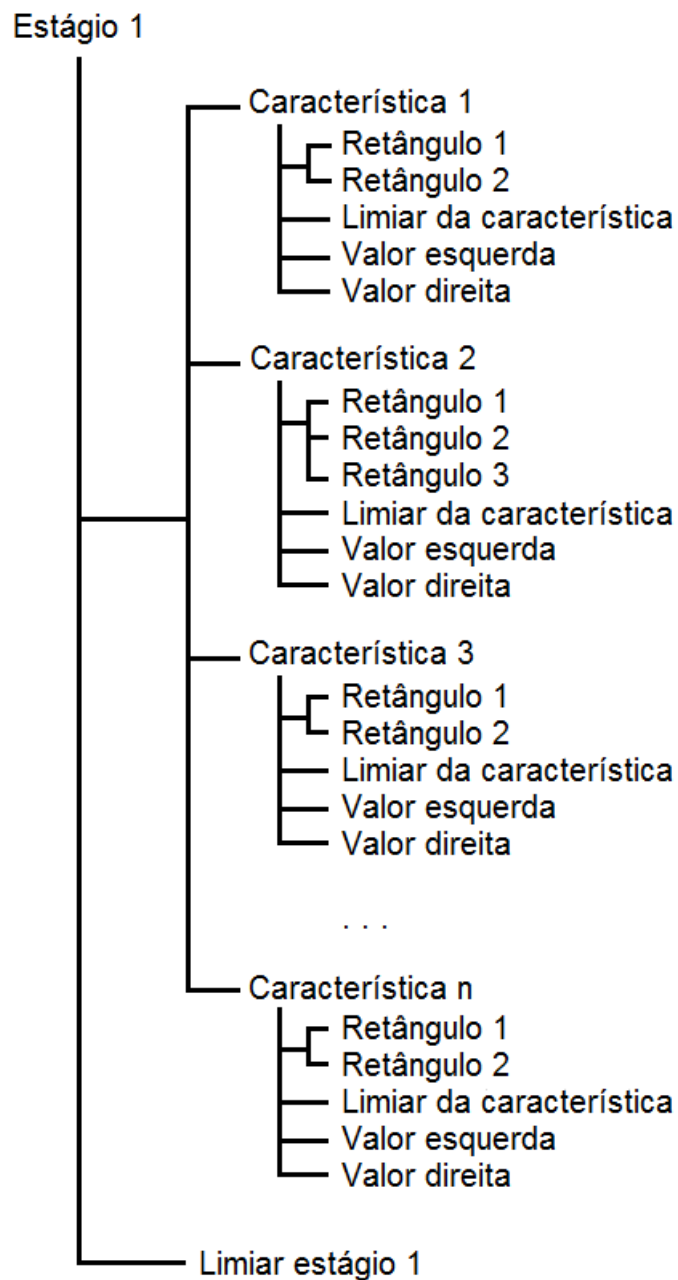 Estágio 1
Característica 1
Retângulo 1
Retângulo 2
Limiar da característica
Valor esquerda
Valor direita
Característica 2
Retângulo 1
Retângulo 2
Retângulo 3
Limiar da característica
Valor esquerda
Valor direita
Característica 3
Retângulo 1
Retângulo 2
Limiar da característica
Valor esquerda
Valor direita
. . .
Característica n
Retângulo 1
Retângulo 2
Limiar da característica
Valor esquerda
Valor direita
Limiar estágio 1